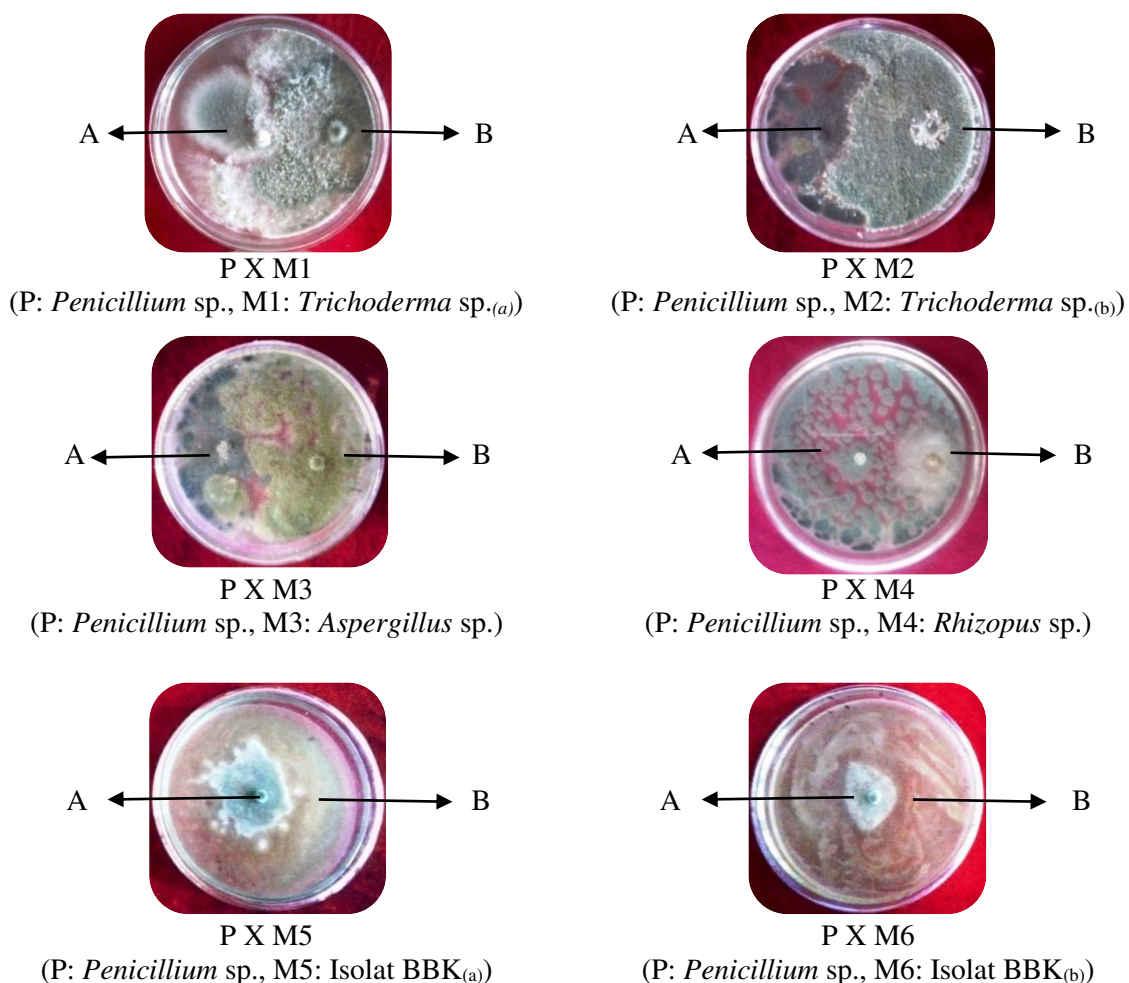 A B A B
P X M1 P X M2
(P: Penicillium sp., M1: Trichoderma sp.(a)) (P: Penicillium sp., M2: Trichoderma sp.(b))
A B A B
P X M3 P X M4
(P: Penicillium sp., M3: Aspergillus sp.) (P: Penicillium sp., M4: Rhizopus sp.)
A B A B
P X M5 P X M6
(P: Penicillium sp., M5: Isolat BBK(a)) (P: Penicillium sp., M6: Isolat BBK(b))